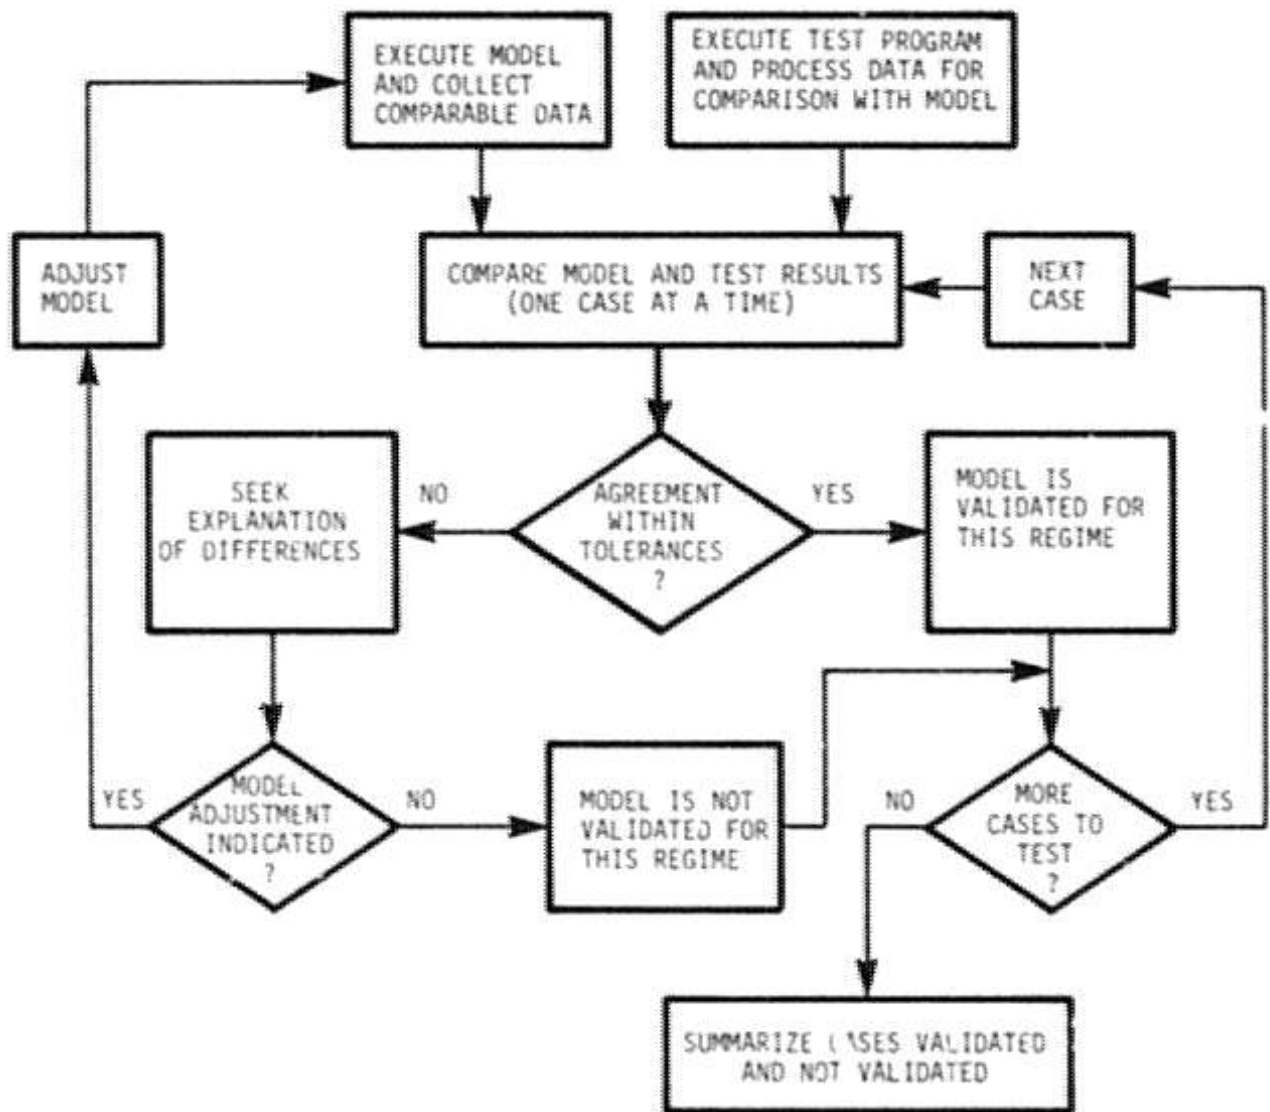 EXECUTE MODEL
AND COLLECT
COMPARABLE DATA
EXECUTE TEST PROGRAM
AND PROCESS DATA FOR
COMPARISON WITH MODEL
ADJUST
MODEL
COMPARE MODEL AND TEST RESULTS
(ONE CASE AT A TIME)
NEXT
CASE
SEEK
EXPLANATION
OF DIFFERENCES
NO
AGREEMENT
WITHIN
TOLERANCES
?
YES
MODEL IS
VALIDATED FOR
THIS REGIME
YES
MODEL
ADJUSTMENT
INDICATED
?
NO
MODEL IS NOT
VALIDATED FOR
THIS REGIME
NO
MORE
CASES TO
TEST
?
YES
SUMMARIZE CASES VALIDATED
AND NOT VALIDATED